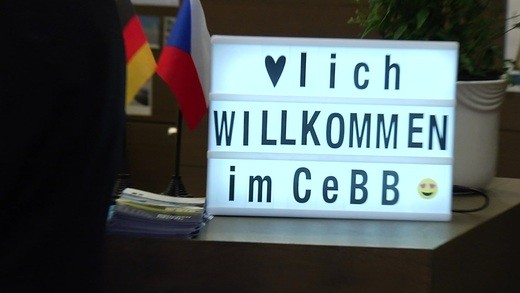 ♥lich
WILLKOMMEN
im CeBB 😍